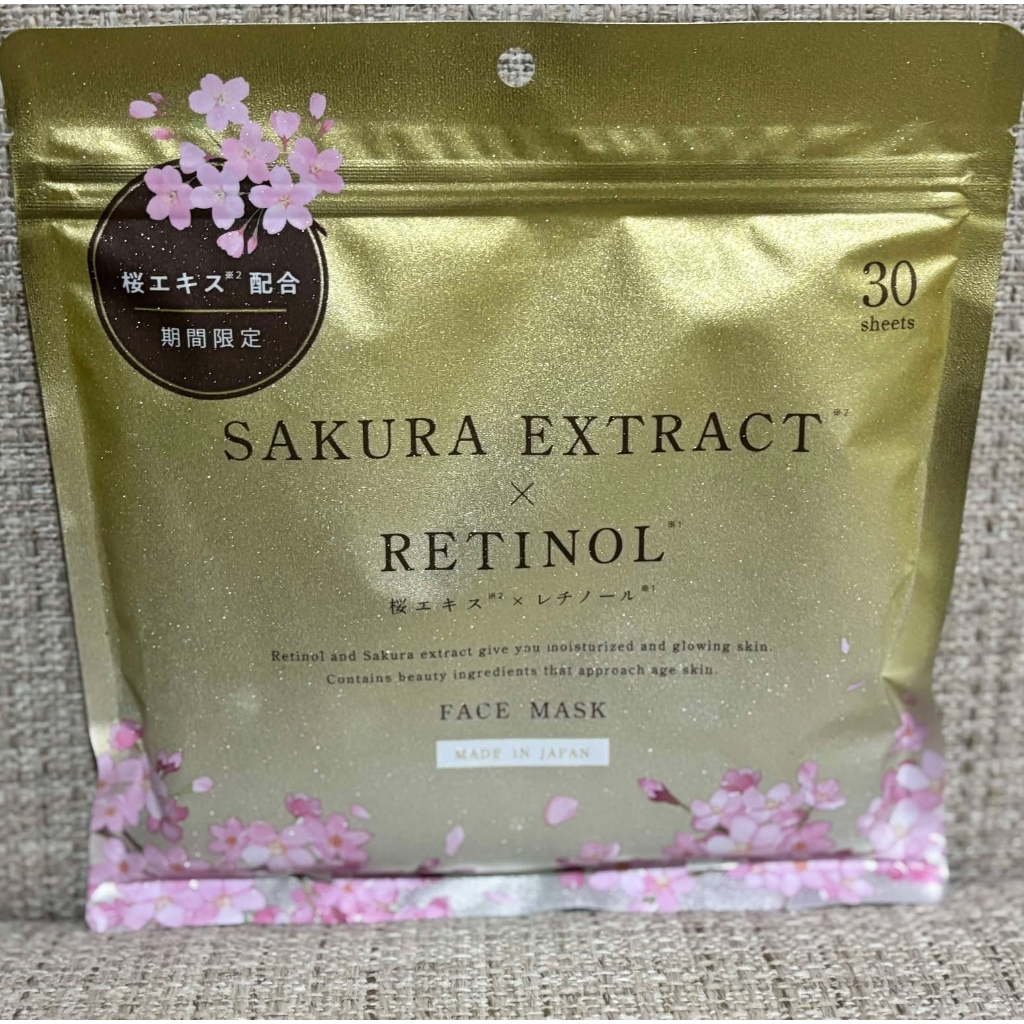 桜エキス※2配合
期間限定
30
sheets
SAKURA EXTRACT※2
×
RETINOL※1
桜エキス※2×レチノール※1
Retinol and Sakura extract give you moisturized and glowing skin.
Contains beauty ingredients that approach age skin.
FACE MASK
MADE IN JAPAN